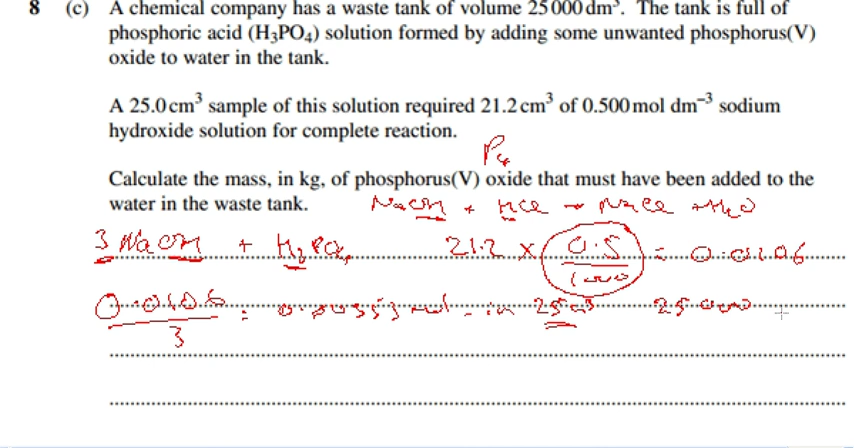 8 (c) A chemical company has a waste tank of volume 25 000 dm³. The tank is full of
phosphoric acid (H₃PO₄) solution formed by adding some unwanted phosphorus(V)
oxide to water in the tank.
A 25.0 cm³ sample of this solution required 21.2 cm³ of 0.500 mol dm⁻³ sodium
hydroxide solution for complete reaction.
P₄
Calculate the mass, in kg, of phosphorus(V) oxide that must have been added to the
water in the waste tank. NaOH + HCl → NaCl + H₂O
3 NaOH + H₃PO₄ 21.2 × 0.5/1000 = 0.0106
0.0106/3 = 0.00353 mol in 25 25000